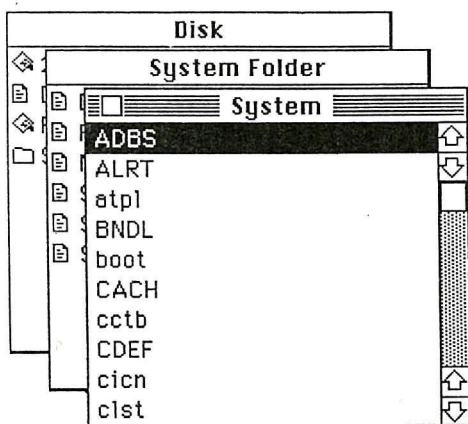 Disk
System Folder
System
ADBS
ALRT
atpl
BNDL
boot
CACH
cctb
CDEF
cicn
clst